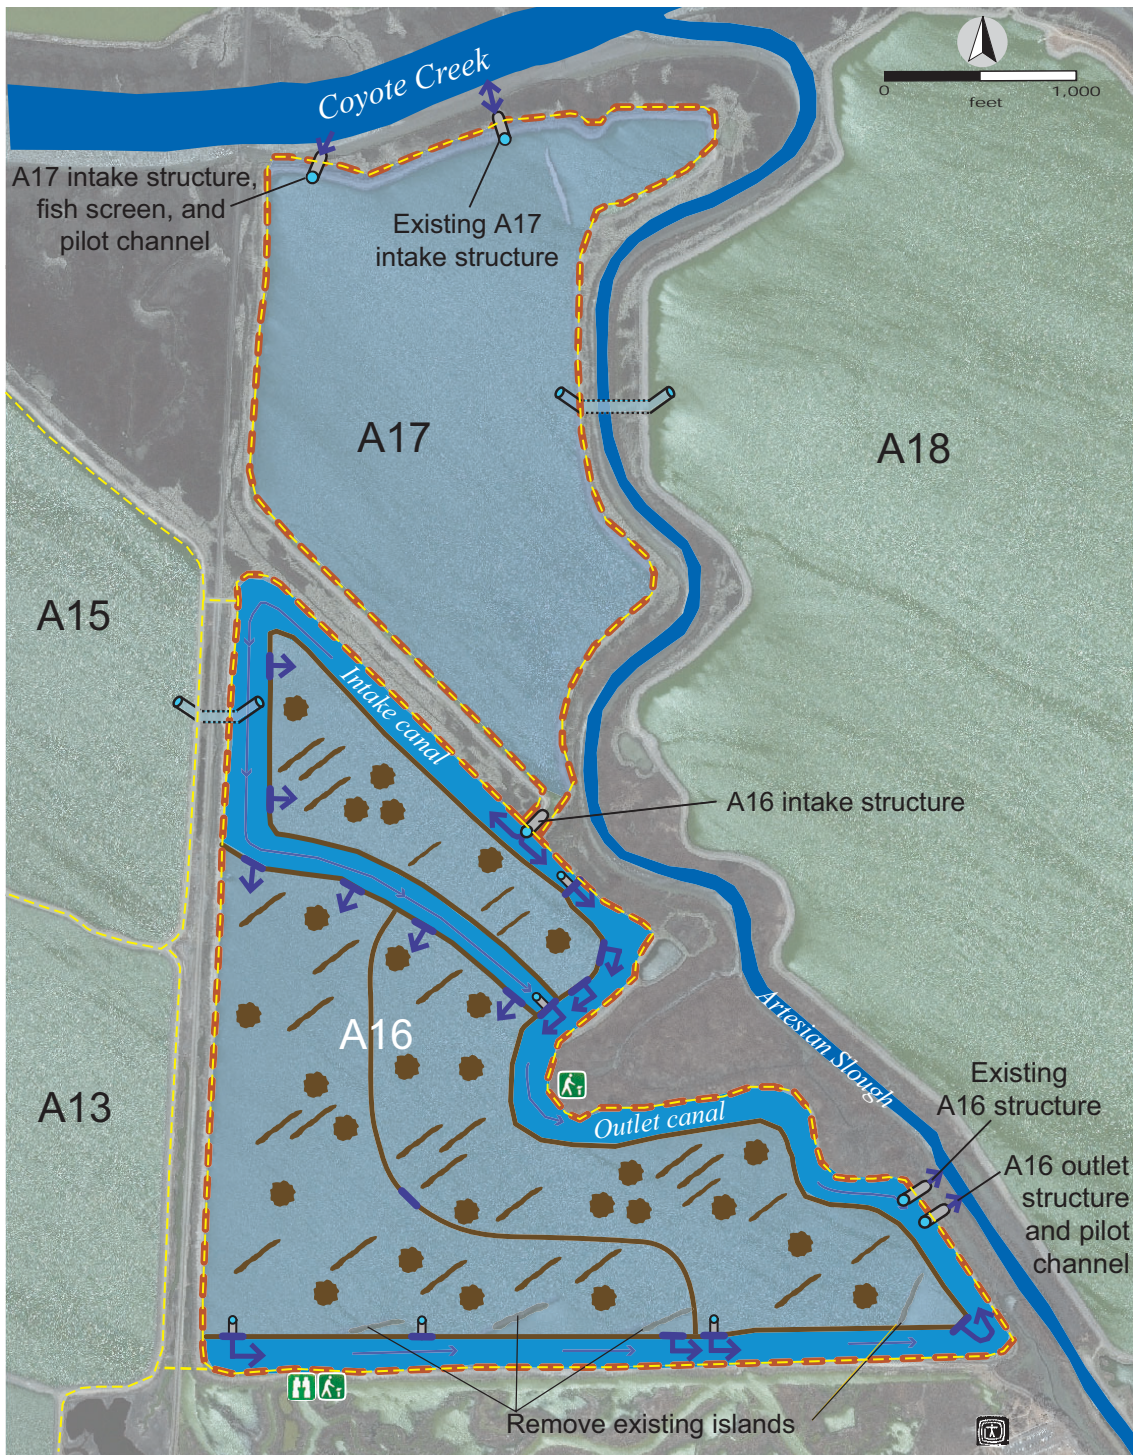 Coyote Creek
0
1,000
feet
A17 intake structure,
fish screen, and
pilot channel
Existing A17
intake structure
A17
A18
A15
Intake canal
A16 intake structure
A16
Artesian Slough
Existing
A16 structure
A13
Outlet canal
A16 outlet
structure
and pilot
channel
Remove existing islands